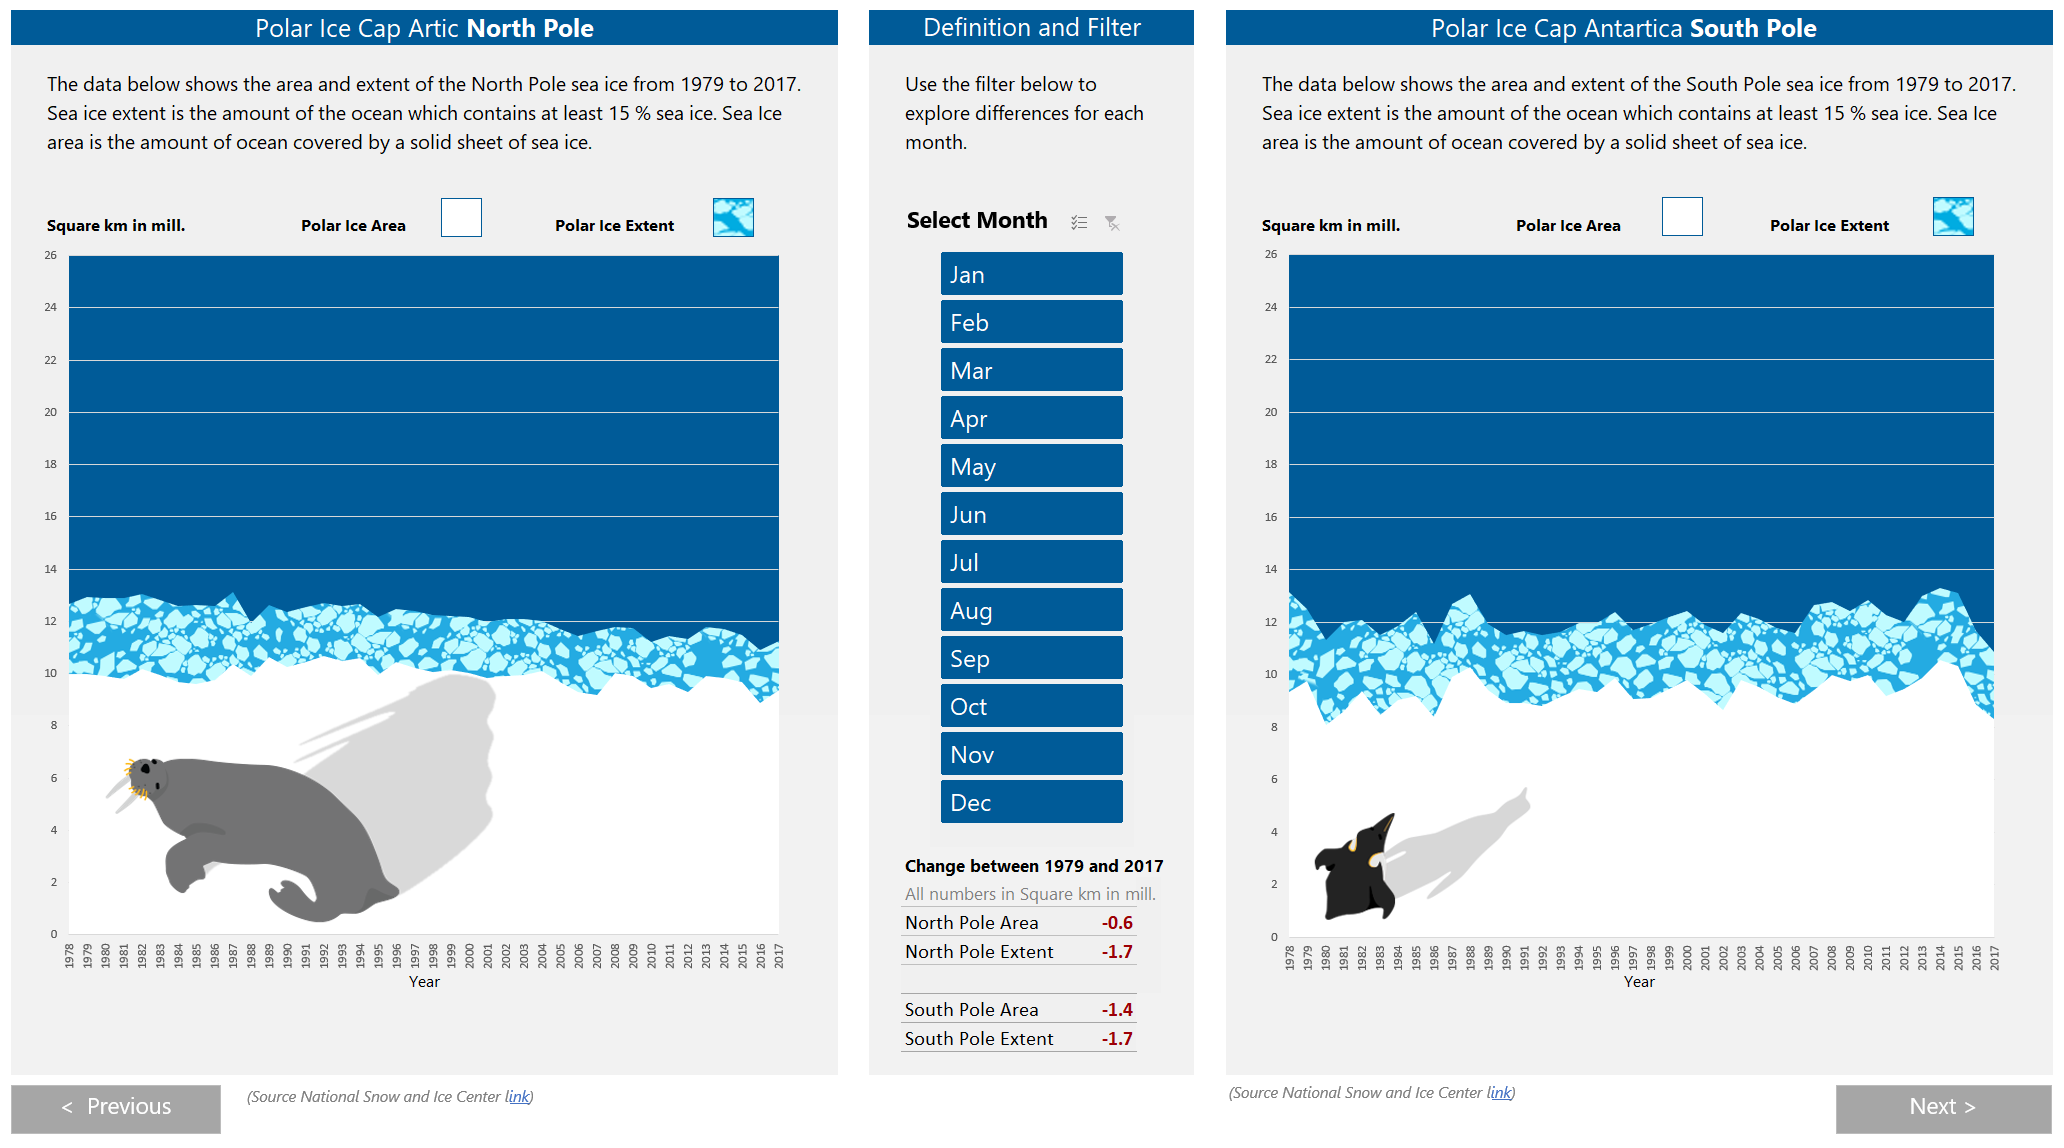 Polar Ice Cap Artic North Pole
The data below shows the area and extent of the North Pole sea ice from 1979 to 2017.
Sea ice extent is the amount of the ocean which contains at least 15 % sea ice. Sea Ice
area is the amount of ocean covered by a solid sheet of sea ice.
Square km in mill.
Polar Ice Area
Polar Ice Extent
26
24
22
20
18
16
14
12
10
8
6
4
2
0
1978 1979 1980 1981 1982 1983 1984 1985 1986 1987 1988 1989 1990 1991 1992 1993 1994 1995 1996 1997 1998 1999 2000 2001 2002 2003 2004 2005 2006 2007 2008 2009 2010 2011 2012 2013 2014 2015 2016 2017
Year
< Previous
(Source National Snow and Ice Center link)
Definition and Filter
Use the filter below to
explore differences for each
month.
Select Month
Jan
Feb
Mar
Apr
May
Jun
Jul
Aug
Sep
Oct
Nov
Dec
Change between 1979 and 2017
All numbers in Square km in mill.
North Pole Area -0.6
North Pole Extent -1.7
South Pole Area -1.4
South Pole Extent -1.7
Polar Ice Cap Antartica South Pole
The data below shows the area and extent of the South Pole sea ice from 1979 to 2017.
Sea ice extent is the amount of the ocean which contains at least 15 % sea ice. Sea Ice
area is the amount of ocean covered by a solid sheet of sea ice.
Square km in mill.
Polar Ice Area
Polar Ice Extent
26
24
22
20
18
16
14
12
10
8
6
4
2
0
1978 1979 1980 1981 1982 1983 1984 1985 1986 1987 1988 1989 1990 1991 1992 1993 1994 1995 1996 1997 1998 1999 2000 2001 2002 2003 2004 2005 2006 2007 2008 2009 2010 2011 2012 2013 2014 2015 2016 2017
Year
(Source National Snow and Ice Center link)
Next >